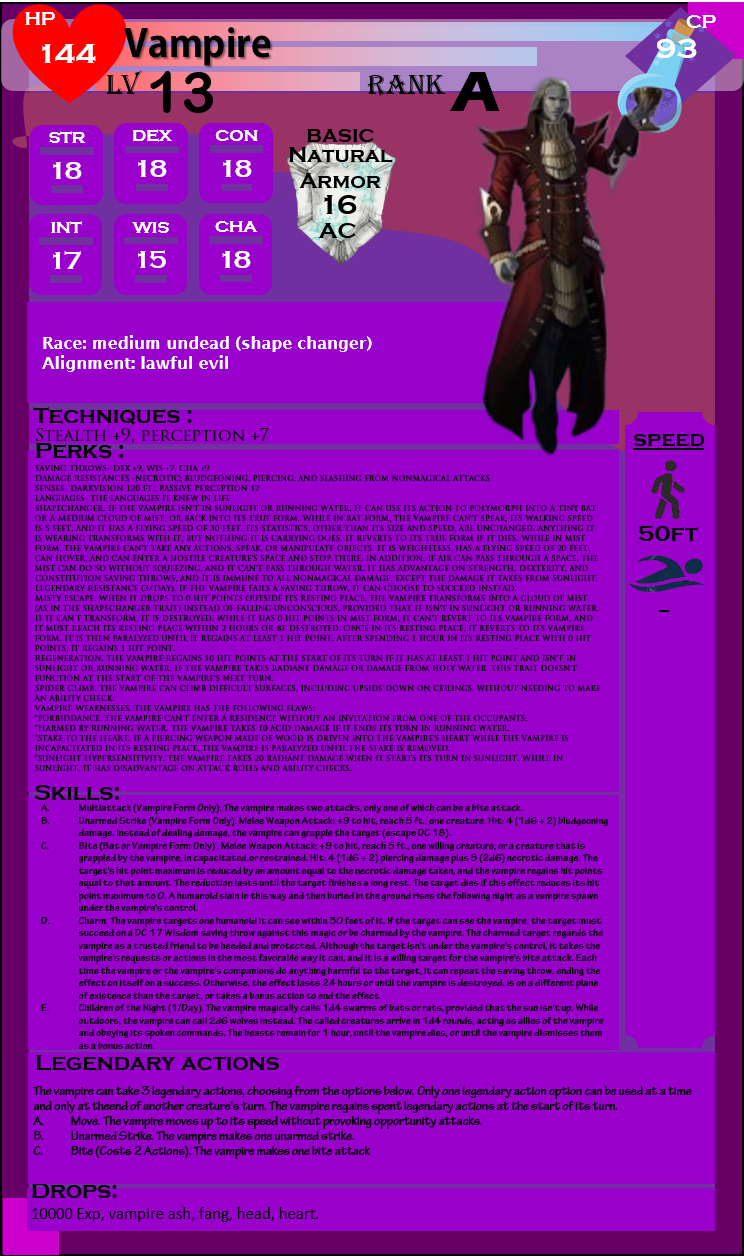 HP
144
Vampire
CP
93
LV 13
RANK A
STR
18
DEX
18
CON
18
INT
17
WIS
15
CHA
18
BASIC
NATURAL
ARMOR
16
AC
Race: medium undead (shape changer)
Alignment: lawful evil
TECHNIQUES :
STEALTH +9, PERCEPTION +7
PERKS :
SAVING THROWS- DEX +9, WIS +7, CHA +9
DAMAGE RESISTANCES -NECROTIC; BLUDGEONING, PIERCING, AND SLASHING FROM NONMAGICAL ATTACKS
SENSES- DARKVISION 120 FT., PASSIVE PERCEPTION 17
LANGUAGES- THE LANGUAGES IT KNEW IN LIFE
SHAPECHANGER. IF THE VAMPIRE ISN'T IN SUNLIGHT OR RUNNING WATER, IT CAN USE ITS ACTION TO POLYMORPH INTO A TINY BAT
OR A MEDIUM CLOUD OF MIST, OR BACK INTO ITS TRUE FORM. WHILE IN BAT FORM, THE VAMPIRE CAN'T SPEAK, ITS WALKING SPEED
IS 5 FEET, AND IT HAS A FLYING SPEED OF 30 FEET. ITS STATISTICS, OTHER THAN ITS SIZE AND SPEED, ARE UNCHANGED. ANYTHING IT
IS WEARING TRANSFORMS WITH IT, BUT NOTHING IT IS CARRYING DOES. IT REVERTS TO ITS TRUE FORM IF IT DIES. WHILE IN MIST
FORM, THE VAMPIRE CAN'T TAKE ANY ACTIONS, SPEAK, OR MANIPULATE OBJECTS. IT IS WEIGHTLESS, HAS A FLYING SPEED OF 20 FEET,
CAN HOVER, AND CAN ENTER A HOSTILE CREATURE'S SPACE AND STOP THERE. IN ADDITION, IF AIR CAN PASS THROUGH A SPACE, THE
MIST CAN DO SO WITHOUT SQUEEZING, AND IT CAN'T PASS THROUGH WATER. IT HAS ADVANTAGE ON STRENGTH, DEXTERITY, AND
CONSTITUTION SAVING THROWS, AND IT IS IMMUNE TO ALL NONMAGICAL DAMAGE, EXCEPT THE DAMAGE IT TAKES FROM SUNLIGHT.
LEGENDARY RESISTANCE (3/DAY). IF THE VAMPIRE FAILS A SAVING THROW, IT CAN CHOOSE TO SUCCEED INSTEAD.
MISTY ESCAPE. WHEN IT DROPS TO 0 HIT POINTS OUTSIDE ITS RESTING PLACE, THE VAMPIRE TRANSFORMS INTO A CLOUD OF MIST
(AS IN THE SHAPECHANGER TRAIT) INSTEAD OF FALLING UNCONSCIOUS, PROVIDED THAT IT ISN'T IN SUNLIGHT OR RUNNING WATER.
IF IT CAN'T TRANSFORM, IT IS DESTROYED. WHILE IT HAS 0 HIT POINTS IN MIST FORM, IT CAN'T REVERT TO ITS VAMPIRE FORM, AND
IT MUST REACH ITS RESTING PLACE WITHIN 2 HOURS OR BE DESTROYED. ONCE IN ITS RESTING PLACE, IT REVERTS TO ITS VAMPIRE
FORM. IT IS THEN PARALYZED UNTIL IT REGAINS AT LEAST 1 HIT POINT. AFTER SPENDING 1 HOUR IN ITS RESTING PLACE WITH 0 HIT
POINTS, IT REGAINS 1 HIT POINT.
REGENERATION. THE VAMPIRE REGAINS 10 HIT POINTS AT THE START OF ITS TURN IF IT HAS AT LEAST 1 HIT POINT AND ISN'T IN
SUNLIGHT OR RUNNING WATER. IF THE VAMPIRE TAKES RADIANT DAMAGE OR DAMAGE FROM HOLY WATER, THIS TRAIT DOESN'T
FUNCTION AT THE START OF THE VAMPIRE'S NEXT TURN.
SPIDER CLIMB. THE VAMPIRE CAN CLIMB DIFFICULT SURFACES, INCLUDING UPSIDE DOWN ON CEILINGS, WITHOUT NEEDING TO MAKE
AN ABILITY CHECK.
VAMPIRE WEAKNESSES. THE VAMPIRE HAS THE FOLLOWING FLAWS:
*FORBIDDANCE. THE VAMPIRE CAN'T ENTER A RESIDENCE WITHOUT AN INVITATION FROM ONE OF THE OCCUPANTS.
*HARMED BY RUNNING WATER. THE VAMPIRE TAKES 20 ACID DAMAGE IF IT ENDS ITS TURN IN RUNNING WATER.
*STAKE TO THE HEART. IF A PIERCING WEAPON MADE OF WOOD IS DRIVEN INTO THE VAMPIRE'S HEART WHILE THE VAMPIRE IS
INCAPACITATED IN ITS RESTING PLACE, THE VAMPIRE IS PARALYZED UNTIL THE STAKE IS REMOVED.
*SUNLIGHT HYPERSENSITIVITY. THE VAMPIRE TAKES 20 RADIANT DAMAGE WHEN IT STARTS ITS TURN IN SUNLIGHT. WHILE IN
SUNLIGHT, IT HAS DISADVANTAGE ON ATTACK ROLLS AND ABILITY CHECKS.
SPEED
50FT
–
SKILLS:
A. Multiattack (Vampire Form Only). The vampire makes two attacks, only one of which can be a bite attack.
B. Unarmed Strike (Vampire Form Only). Melee Weapon Attack: +9 to hit, reach 5 ft., one creature. Hit: 4 (1d6 + 2) bludgeoning
damage. Instead of dealing damage, the vampire can grapple the target (escape DC 18).
C. Bite (Bat or Vampire Form Only) . Melee Weapon Attack: +9 to hit, reach 5 ft., one willing creature, or a creature that is
grappled by the vampire, in capacitated,or restrained. Hit: 4 (1d6 + 2) piercing damage plus 5 (2d6) necrotic damage. The
target's hit point maximum is reduced by an amount equal to the necrotic damage taken, and the vampire regains hit points
equal to that amount. The reduction lasts until the target finishes a long rest. The target dies if this effect reduces its hit
point maximum to 0. A humanoid slain in this way and then buried in the ground rises the following night as a vampire spawn
under the vampire's control.
D. Charm. The vampire targets one humanoid it can see within 30 feet of it. If the target can see the vampire, the target must
succeed on a DC 17 Wisdom saving throw against this magic or be charmed by the vampire. The charmed target regards the
vampire as a trusted friend to be heeded and protected. Although the target isn't under the vampire's control, it takes the
vampire's requests or actions in the most favorable way it can, and it is a willing target for the vampire's bite attack. Each
time the vampire or the vampire's companions do anything harmful to the target, it can repeat the saving throw, ending the
effect on itself on a success. Otherwise, the effect lasts 24 hours or until the vampire is destroyed, is on a different plane
of existence than the target, or takes a bonus action to end the effect.
E. Children of the Night (1/Day). The vampire magically calls 1d4 swarms of bats or rats, provided that the sun isn't up. While
outdoors, the vampire can call 2d6 wolves instead. The called creatures arrive in 1d4 rounds, acting as allies of the vampire
and obeying its spoken commands. The beasts remain for 1 hour, until the vampire dies, or until the vampire dismisses them
as a bonus action.
LEGENDARY ACTIONS
The vampire can take 3 legendary actions, choosing from the options below. Only one legendary action option can be used at a time
and only at theend of another creature's turn. The vampire regains spent legendary actions at the start of its turn.
A. Move. The vampire moves up to its speed without provoking opportunity attacks.
B. Unarmed Strike. The vampire makes one unarmed strike.
C. Bite (Costs 2 Actions). The vampire makes one bite attack
DROPS:
10000 Exp, vampire ash, fang, head, heart.